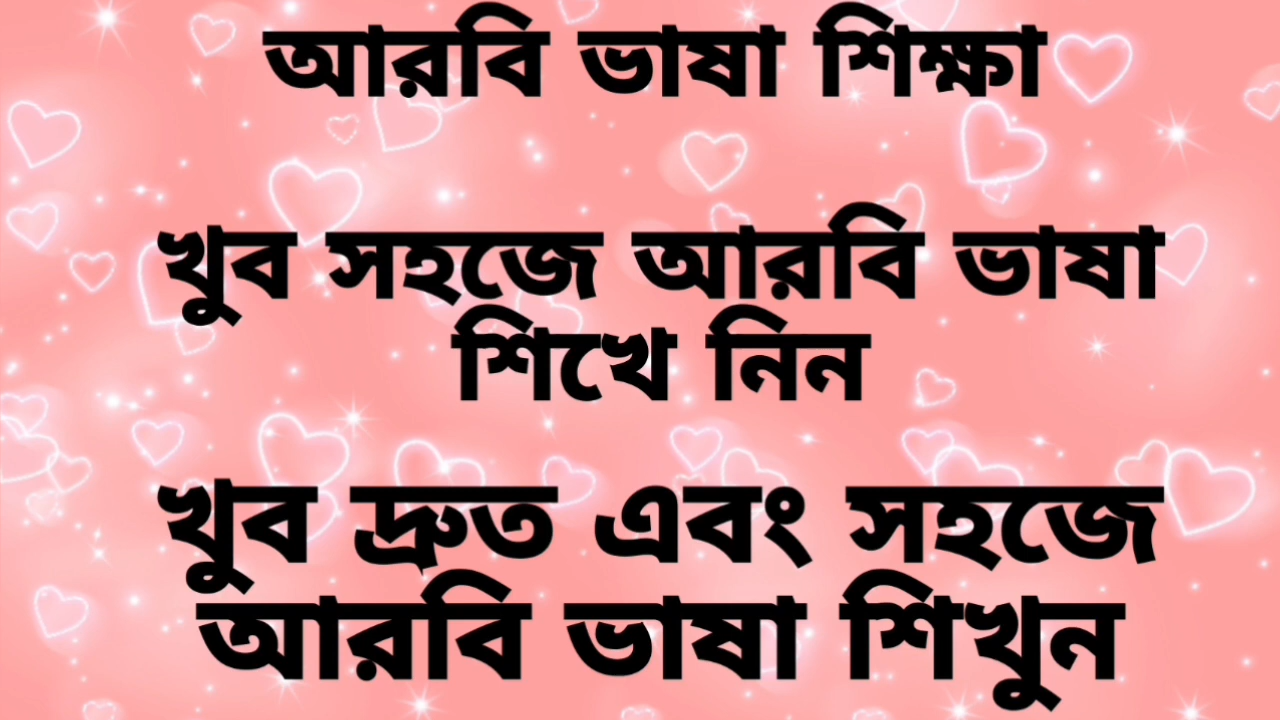 আরবি ভাষা শিক্ষা
খুব সহজে আরবি ভাষা
শিখে নিন
খুব দ্রুত এবং সহজে
আরবি ভাষা শিখুন